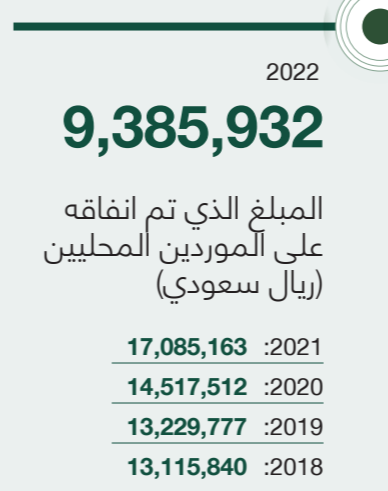 2022
9,385,932
المبلغ الذي تم انفاقه
على الموردين المحليين
(ريال سعودي)
2021: 17,085,163
2020: 14,517,512
2019: 13,229,777
2018: 13,115,840